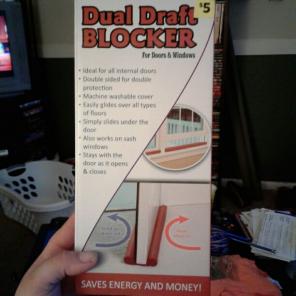 $5
Dual Draft
BLOCKER
For Doors & Windows
• Ideal for all internal doors
• Double sided for double
protection
• Machine washable cover
• Easily glides over all types
of floors
• Simply slides under the
door
• Also works on sash
windows
• Stays with the
door as it opens
& closes
SAVES ENERGY AND MONEY!